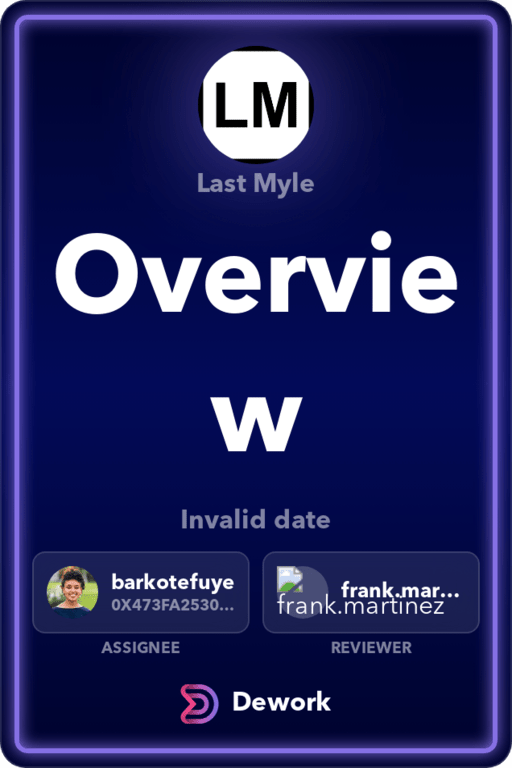 LM
Last Myle
Overvie
w
Invalid date
barkotefuye
0X473FA2530...
frank.mar...
frank.martinez
ASSIGNEE
REVIEWER
Dework